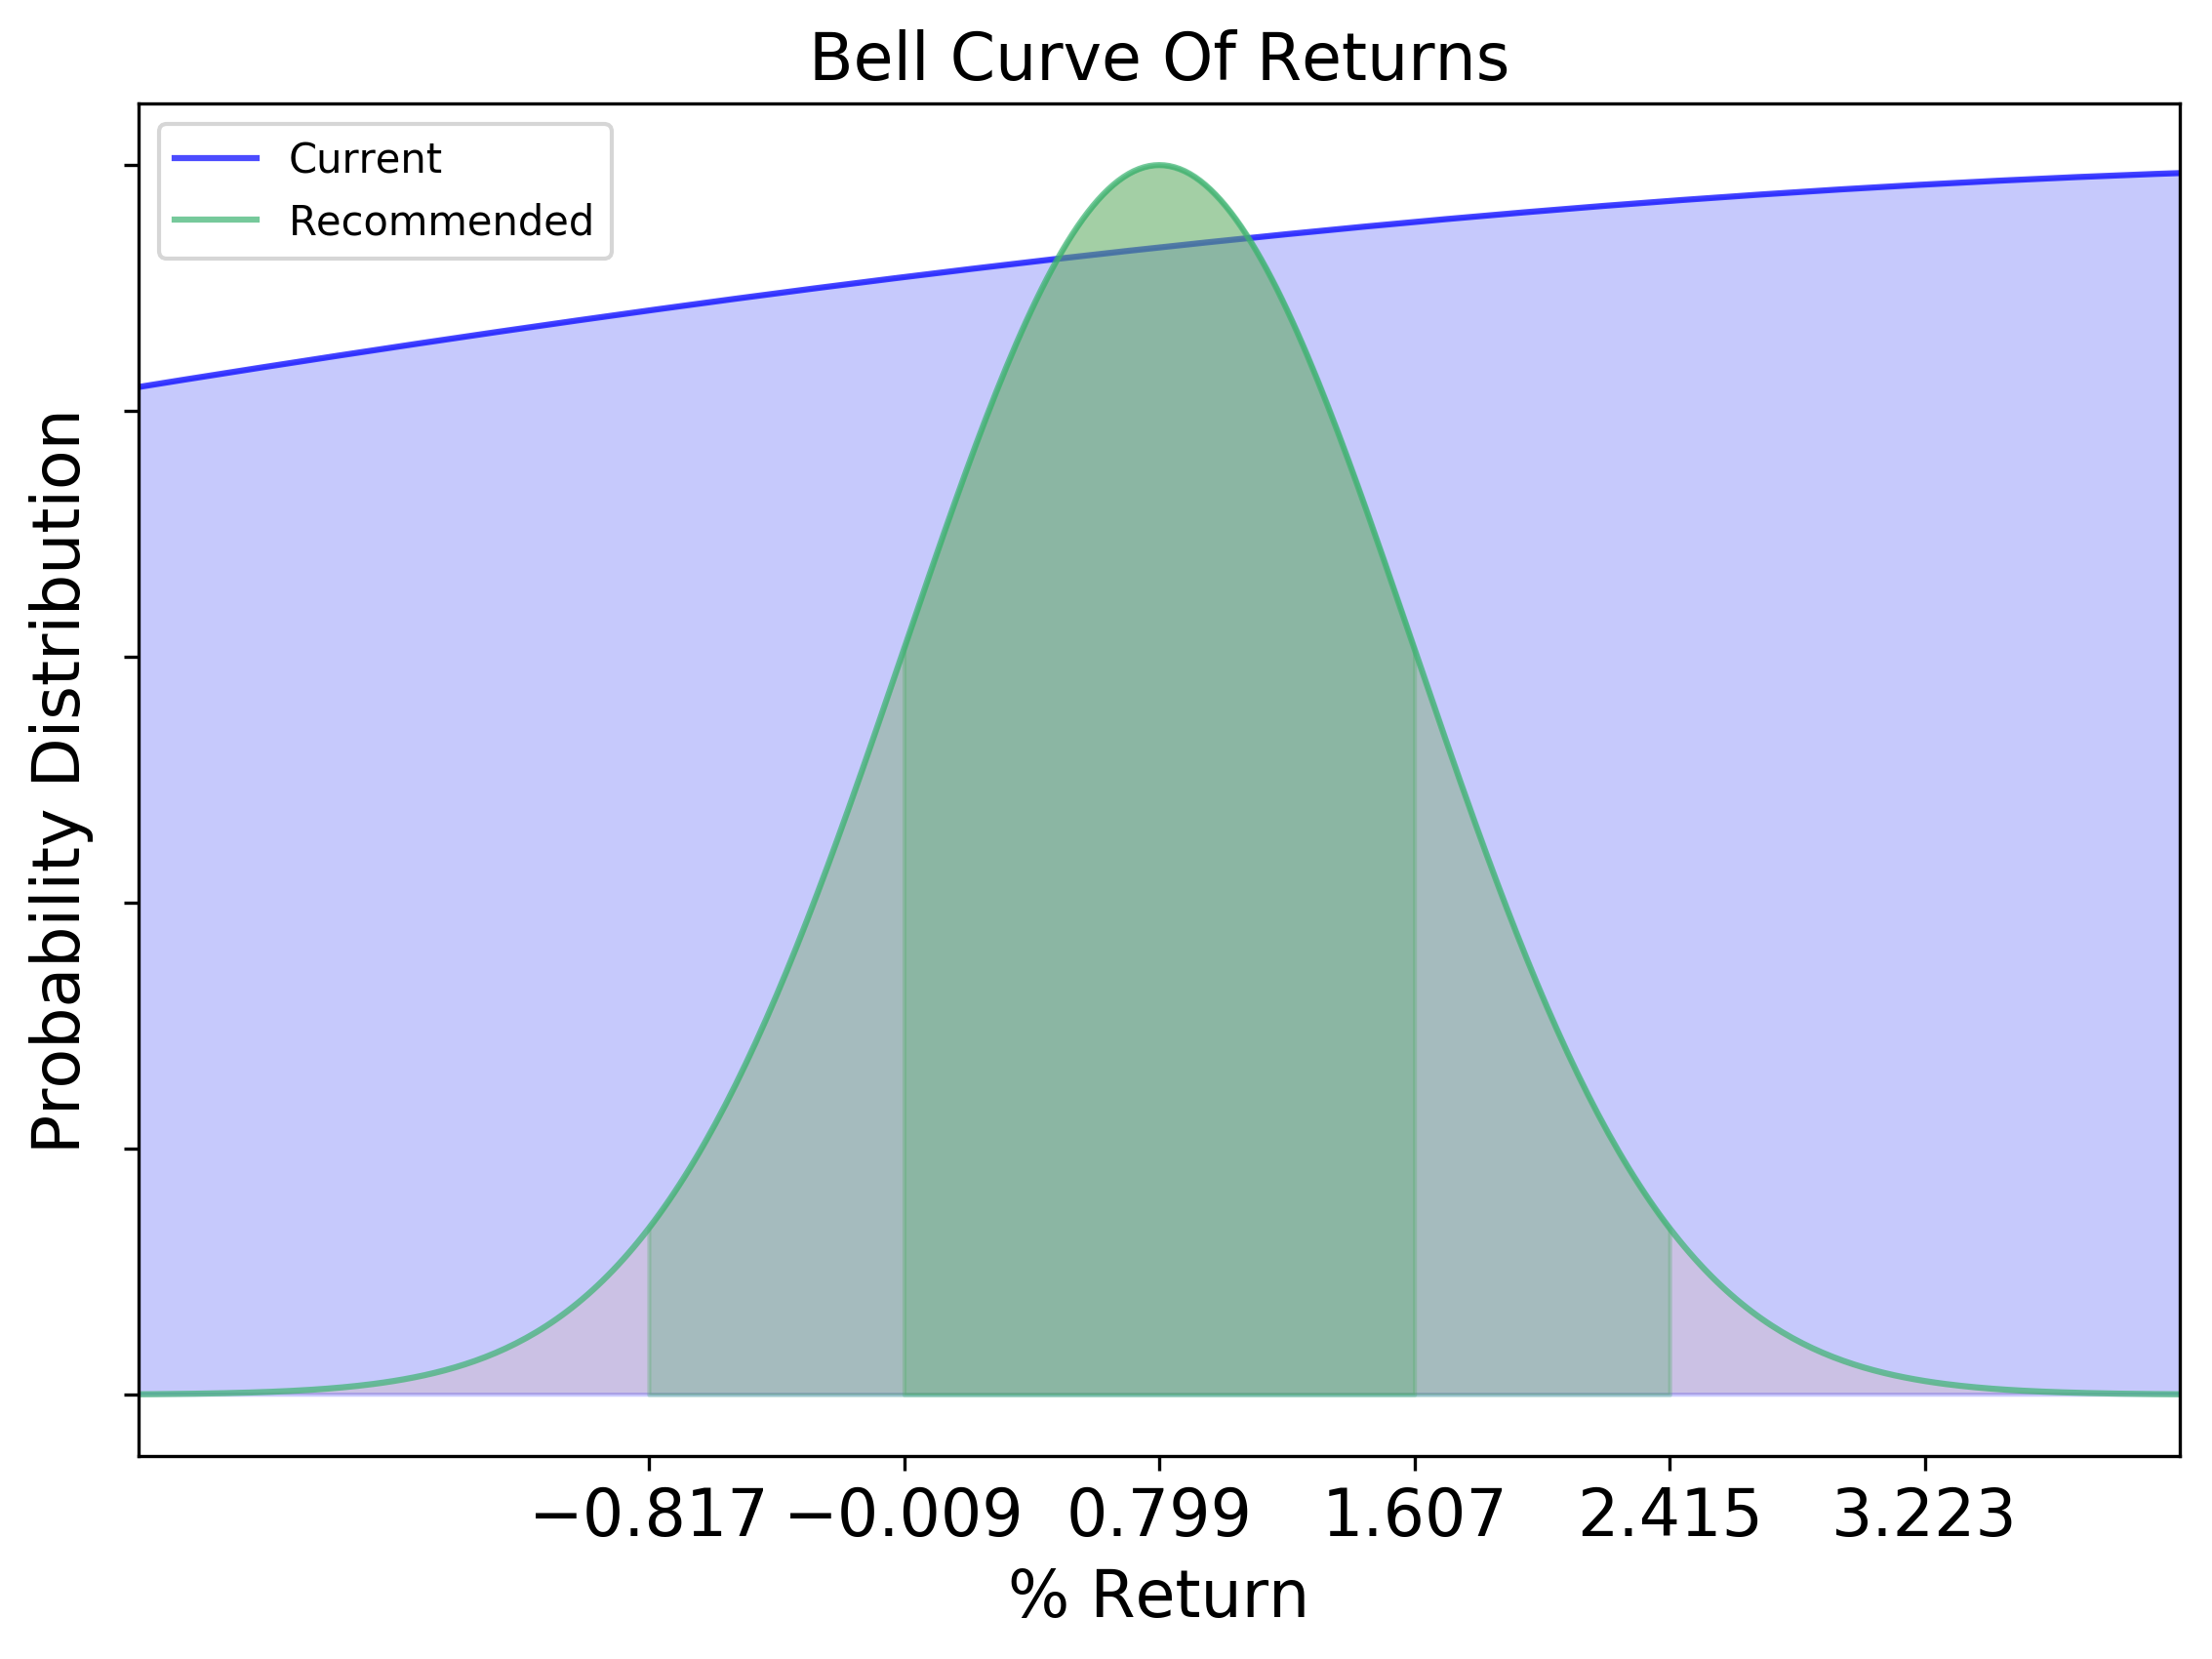 Bell Curve Of Returns
Current
Recommended
Probability Distribution
−0.817
−0.009
0.799
1.607
2.415
3.223
% Return